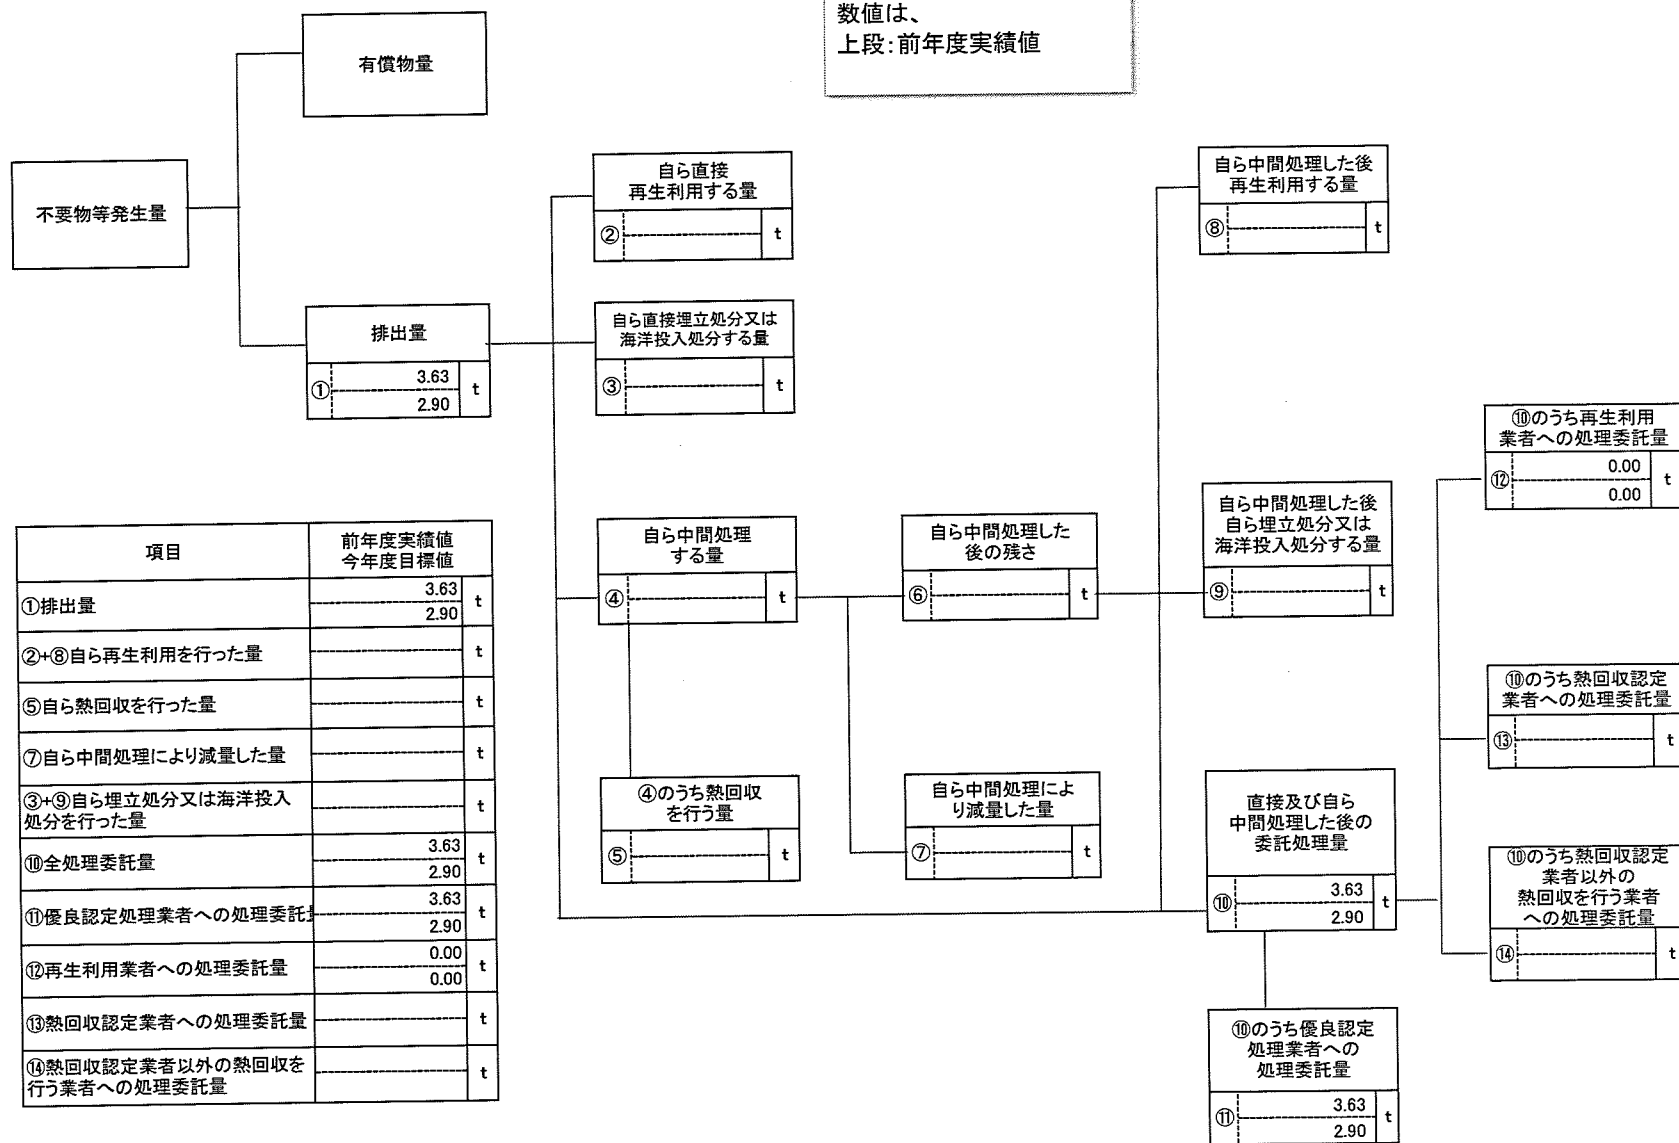 数値は、
上段:前年度実績値
有償物量
不要物等発生量
排出量
① 3.63 t
2.90
自ら直接
再生利用する量
② t
自ら直接埋立処分又は
海洋投入処分する量
③ t
自ら中間処理
する量
④ t
④のうち熱回収
を行う量
⑤ t
自ら中間処理した
後の残さ
⑥ t
自ら中間処理によ
り減量した量
⑦ t
自ら中間処理した後
再生利用する量
⑧ t
自ら中間処理した後
自ら埋立処分又は
海洋投入処分する量
⑨ t
直接及び自ら
中間処理した後の
委託処理量
⑩ 3.63 t
2.90
⑩のうち優良認定
処理業者への
処理委託量
⑪ 3.63 t
2.90
⑩のうち再生利用
業者への処理委託量
⑫ 0.00 t
0.00
⑩のうち熱回収認定
業者への処理委託量
⑬ t
⑩のうち熱回収認定
業者以外の
熱回収を行う業者
への処理委託量
⑭ t
項目 前年度実績値
今年度目標値
①排出量 3.63 t
2.90
②+⑧自ら再生利用を行った量 t
⑤自ら熱回収を行った量 t
⑦自ら中間処理により減量した量 t
③+⑨自ら埋立処分又は海洋投入
処分を行った量 t
⑩全処理委託量 3.63 t
2.90
⑪優良認定処理業者への処理委託 3.63 t
2.90
⑫再生利用業者への処理委託量 0.00 t
0.00
⑬熱回収認定業者への処理委託量 t
⑭熱回収認定業者以外の熱回収を
行う業者への処理委託量 t